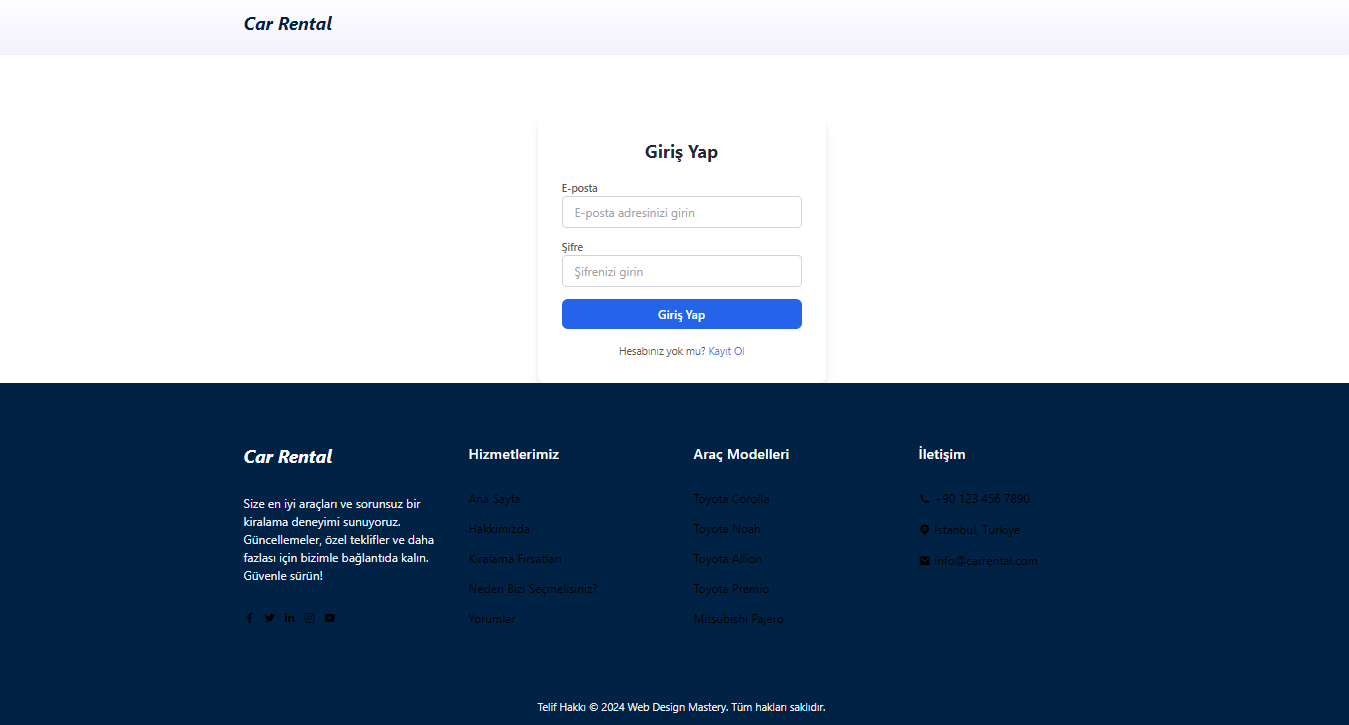 Car Rental
Giriş Yap
E-posta
E-posta adresinizi girin
Şifre
Şifrenizi girin
Giriş Yap
Hesabınız yok mu? Kayıt Ol
Car Rental
Size en iyi araçları ve sorunsuz bir
kiralama deneyimi sunuyoruz.
Güncellemeler, özel teklifler ve daha
fazlası için bizimle bağlantıda kalın.
Güvenle sürün!
Hizmetlerimiz
Ana Sayfa
Hakkımızda
Kiralama Fırsatları
Neden Bizi Seçmelisiniz?
Yorumlar
Araç Modelleri
Toyota Corolla
Toyota Noah
Toyota Allion
Toyota Premio
Mitsubishi Pajero
İletişim
+90 123 456 7890
İstanbul, Türkiye
info@carrental.com
Telif Hakkı © 2024 Web Design Mastery. Tüm hakları saklıdır.